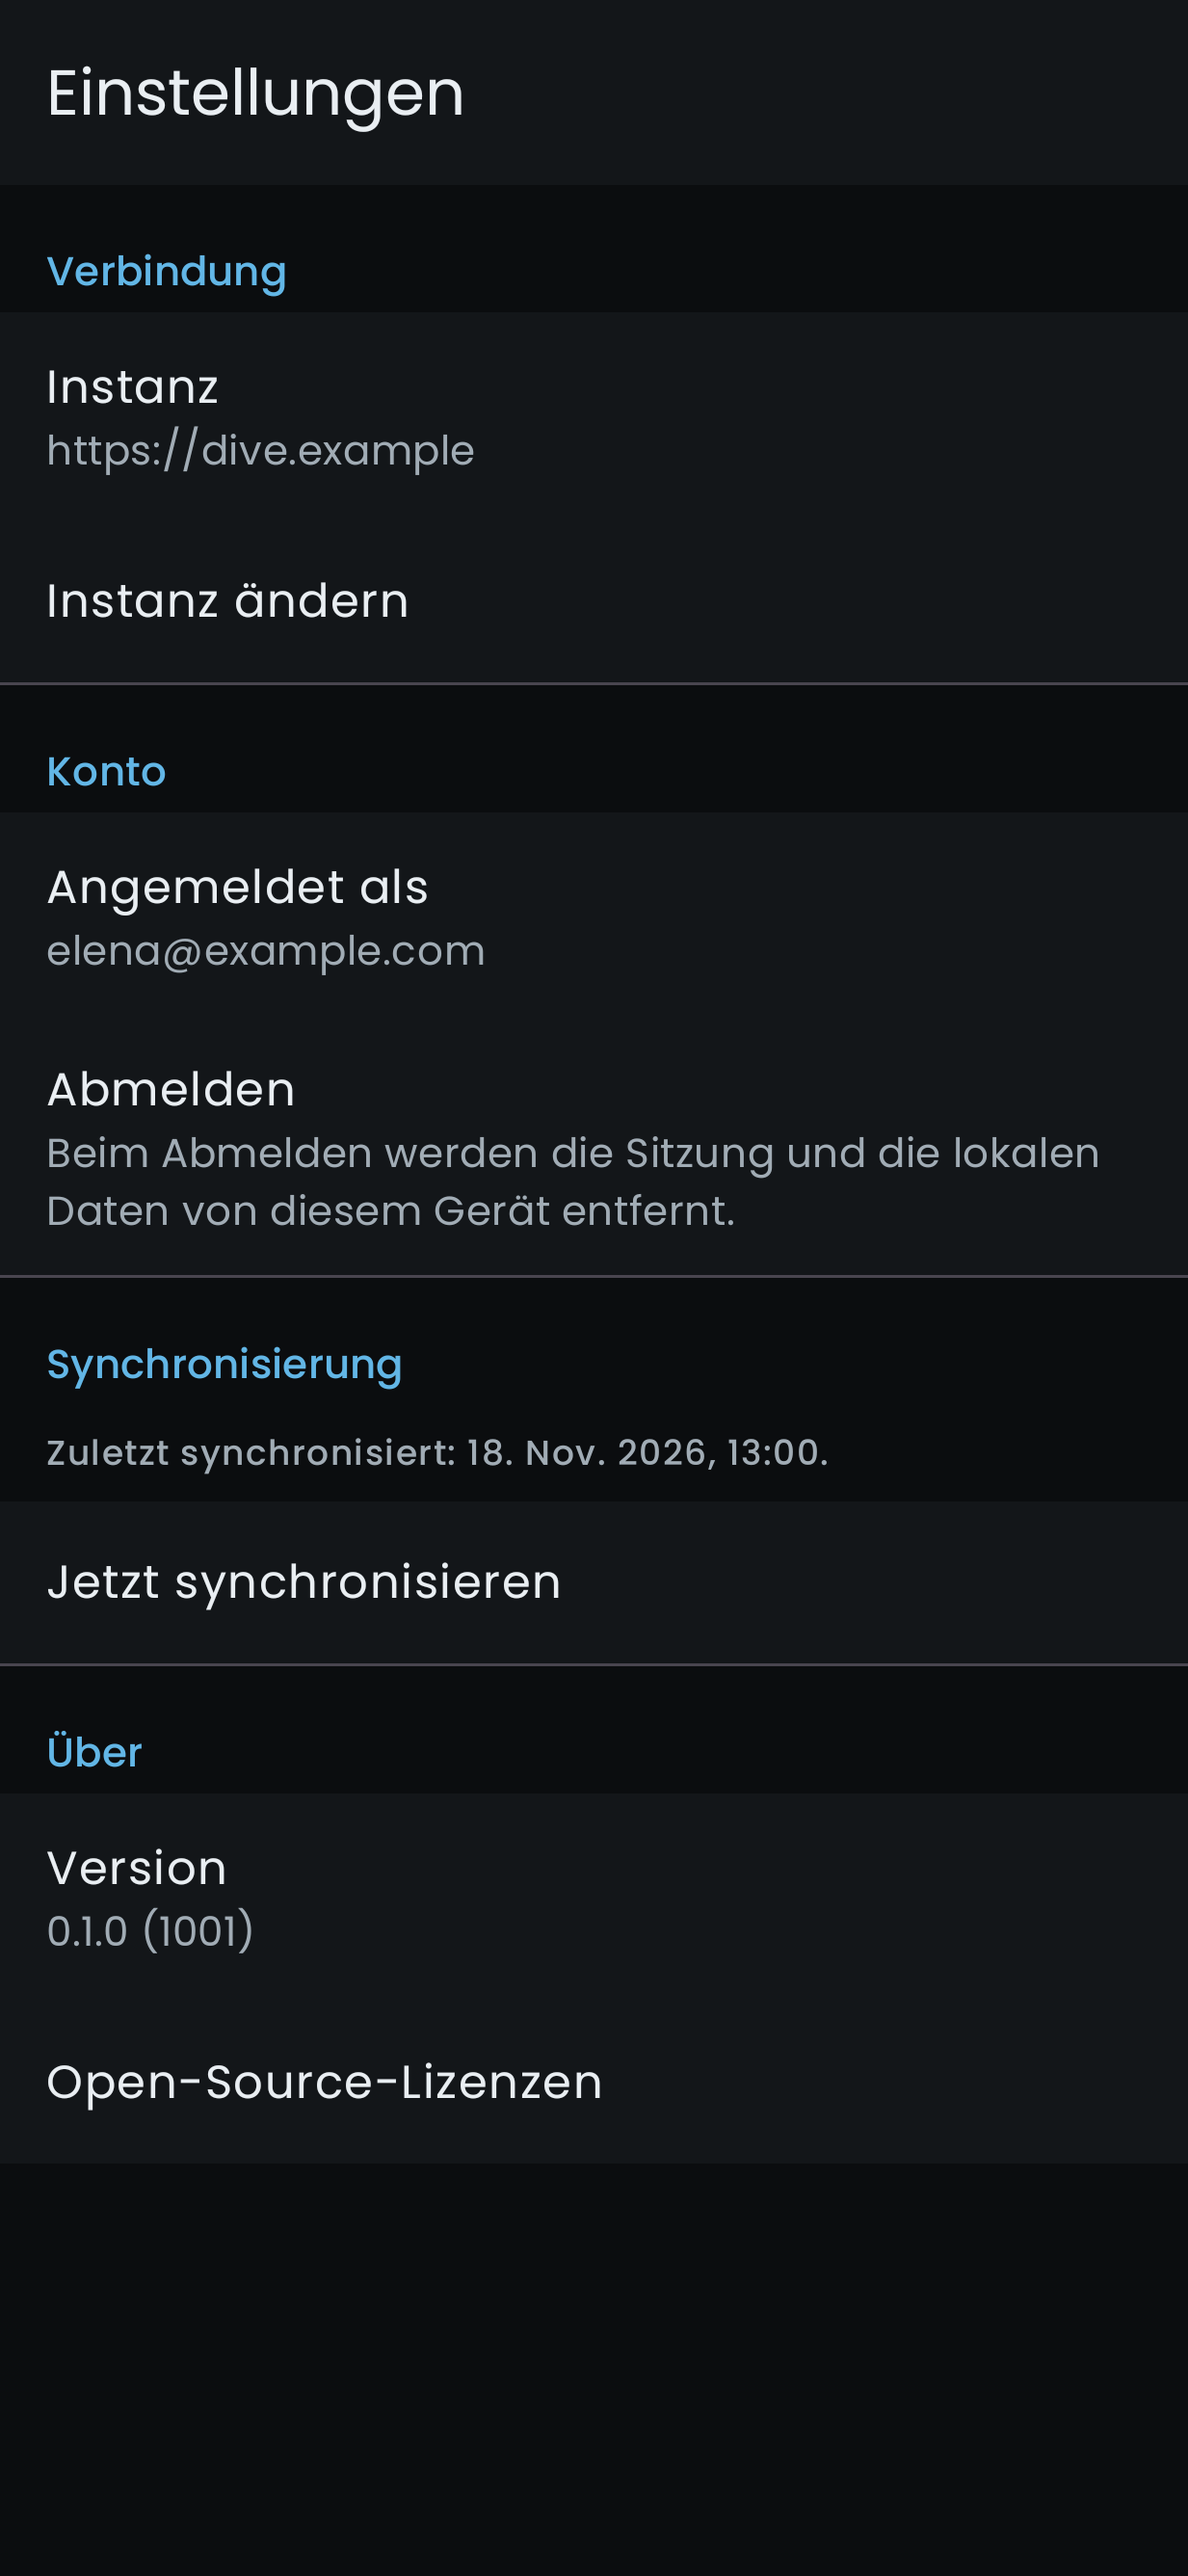 Einstellungen
Verbindung
Instanz
https://dive.example
Instanz ändern
Konto
Angemeldet als
elena@example.com
Abmelden
Beim Abmelden werden die Sitzung und die lokalen
Daten von diesem Gerät entfernt.
Synchronisierung
Zuletzt synchronisiert: 18. Nov. 2026, 13:00.
Jetzt synchronisieren
Über
Version
0.1.0 (1001)
Open-Source-Lizenzen